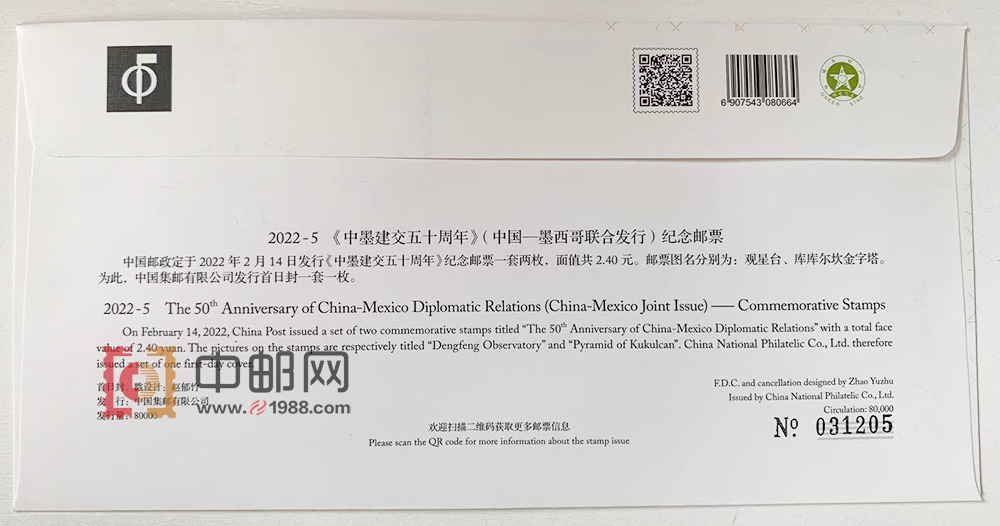 6 907543 080664
GREEN STAR
2022-5 《中墨建交五十周年》(中国—墨西哥联合发行)纪念邮票
中国邮政定于 2022 年 2 月 14 日发行《中墨建交五十周年》纪念邮票一套两枚，面值共 2.40 元。邮票图名分别为：观星台、库库尔坎金字塔。
为此，中国集邮有限公司发行首日封一套一枚。
2022-5 The 50th Anniversary of China-Mexico Diplomatic Relations (China-Mexico Joint Issue) —— Commemorative Stamps
On February 14, 2022, China Post issued a set of two commemorative stamps titled “The 50th Anniversary of China-Mexico Diplomatic Relations” with a total face
value of 2.40 yuan. The pictures on the stamps are respectively titled “Dengfeng Observatory” and “Pyramid of Kukulcan”. China National Philatelic Co., Ltd. therefore
issued a set of one first-day cover.
首日封、戳设计：赵郁竹
发 行：中国集邮有限公司
发行量：80000
中邮网
www.e1988.com
F.D.C. and cancellation designed by Zhao Yuzhu
Issued by China National Philatelic Co., Ltd.
Circulation: 80,000
No. 031205
欢迎扫描二维码获取更多邮票信息
Please scan the QR code for more information about the stamp issue